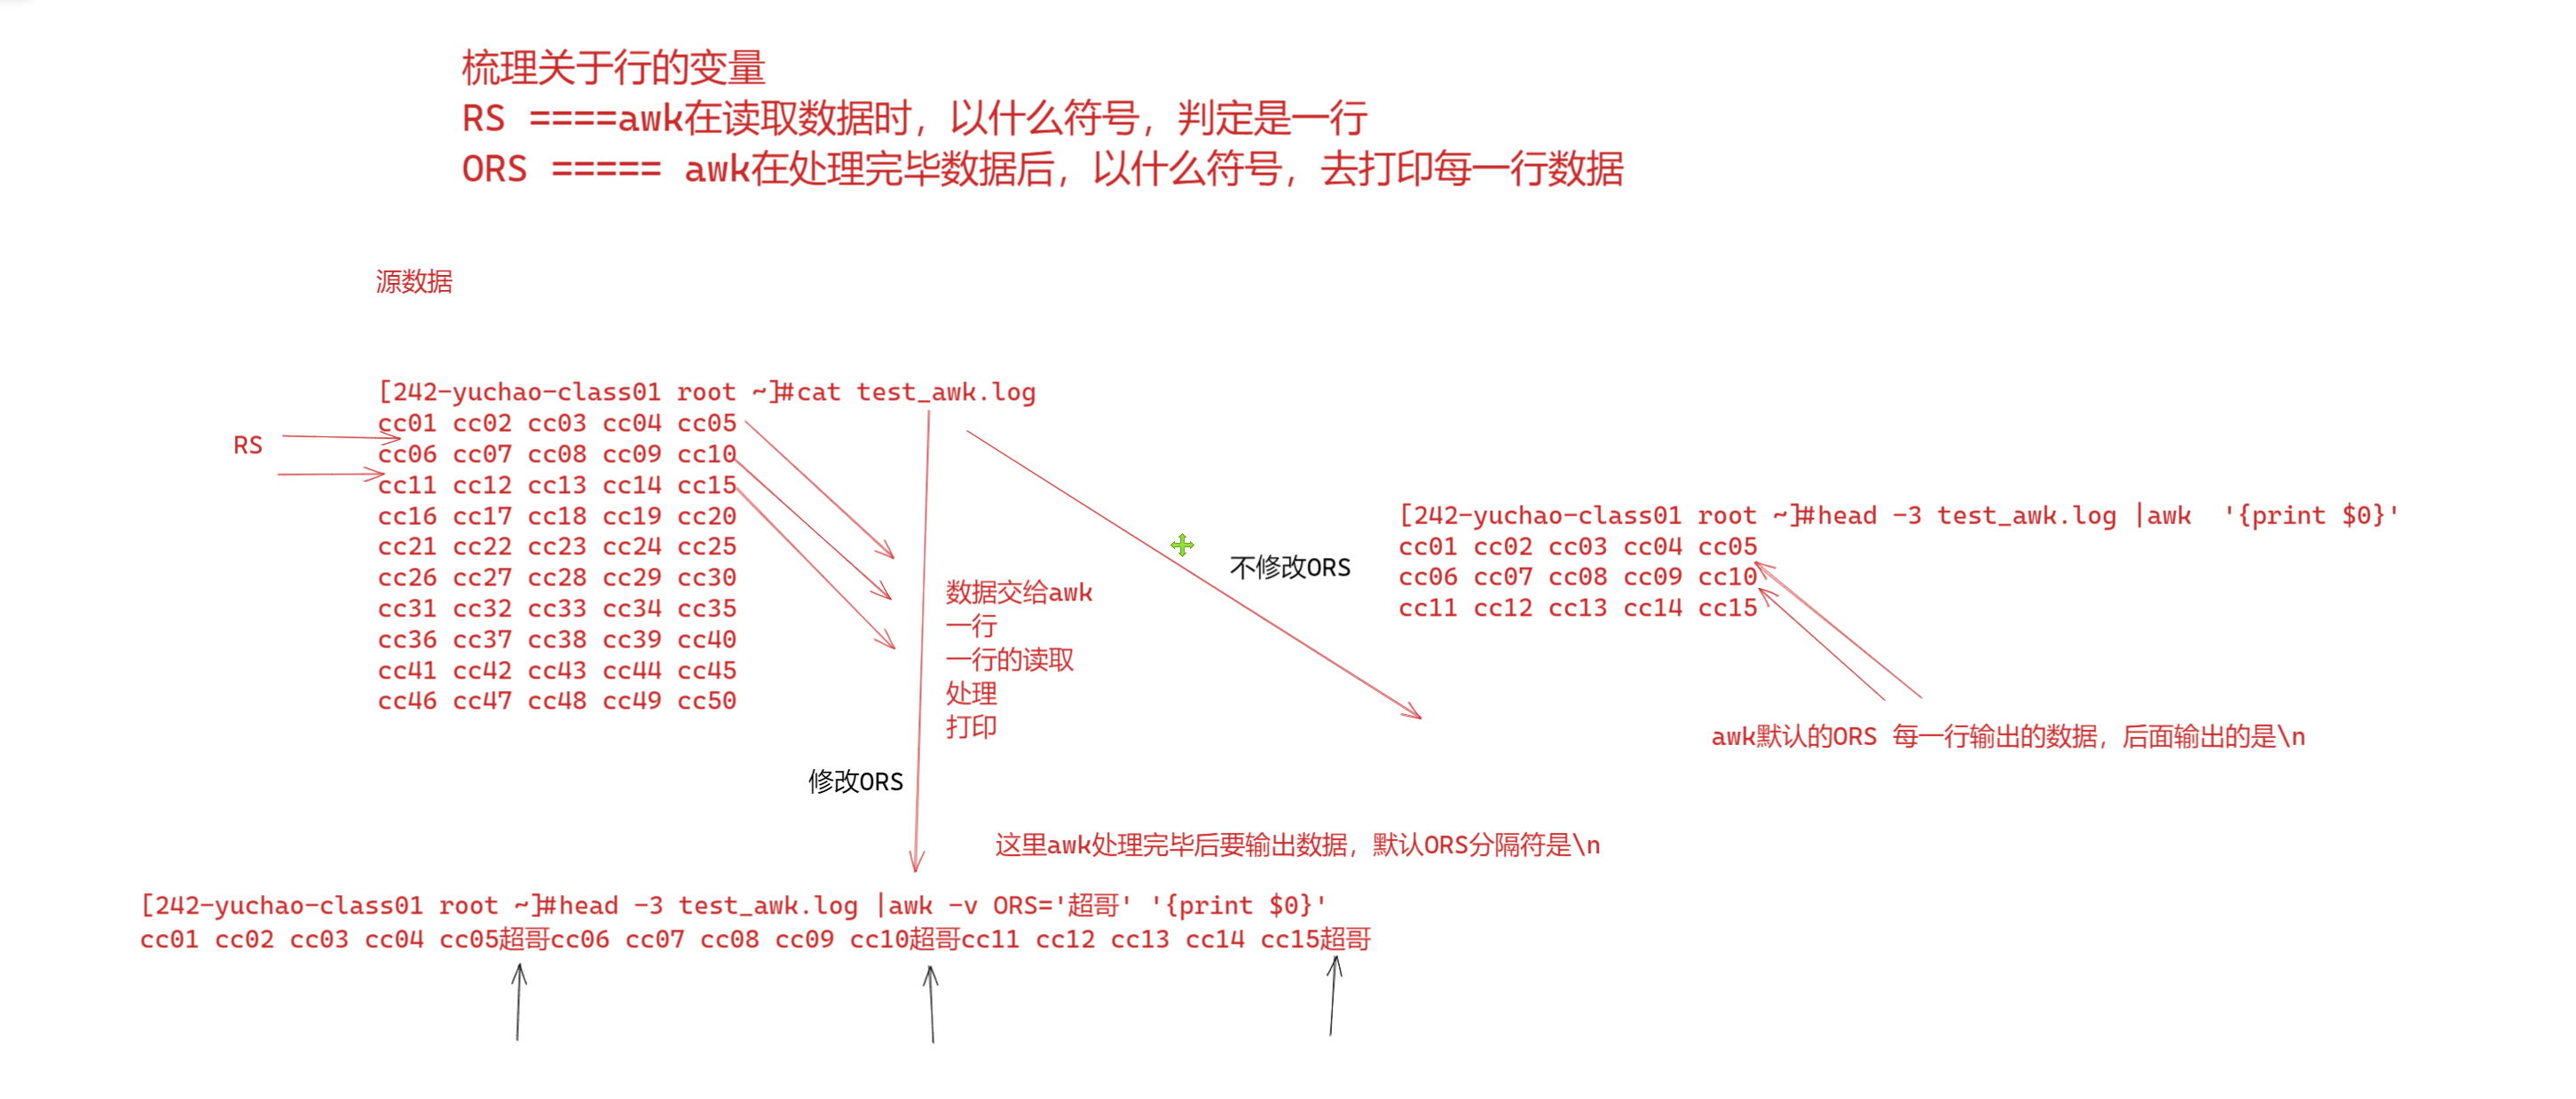 梳理关于行的变量
RS ====awk在读取数据时，以什么符号，判定是一行
ORS ===== awk在处理完毕数据后，以什么符号，去打印每一行数据
源数据
[242-yuchao-class01 root ~]#cat test_awk.log
cc01 cc02 cc03 cc04 cc05
cc06 cc07 cc08 cc09 cc10
cc11 cc12 cc13 cc14 cc15
cc16 cc17 cc18 cc19 cc20
cc21 cc22 cc23 cc24 cc25
cc26 cc27 cc28 cc29 cc30
cc31 cc32 cc33 cc34 cc35
cc36 cc37 cc38 cc39 cc40
cc41 cc42 cc43 cc44 cc45
cc46 cc47 cc48 cc49 cc50
RS
数据交给awk
一行
一行的读取
处理
打印
不修改ORS
[242-yuchao-class01 root ~]#head -3 test_awk.log |awk  '{print $0}'
cc01 cc02 cc03 cc04 cc05
cc06 cc07 cc08 cc09 cc10
cc11 cc12 cc13 cc14 cc15
awk默认的ORS 每一行输出的数据，后面输出的是\n
修改ORS
这里awk处理完毕后要输出数据，默认ORS分隔符是\n
[242-yuchao-class01 root ~]#head -3 test_awk.log |awk -v ORS='超哥' '{print $0}'
cc01 cc02 cc03 cc04 cc05超哥cc06 cc07 cc08 cc09 cc10超哥cc11 cc12 cc13 cc14 cc15超哥